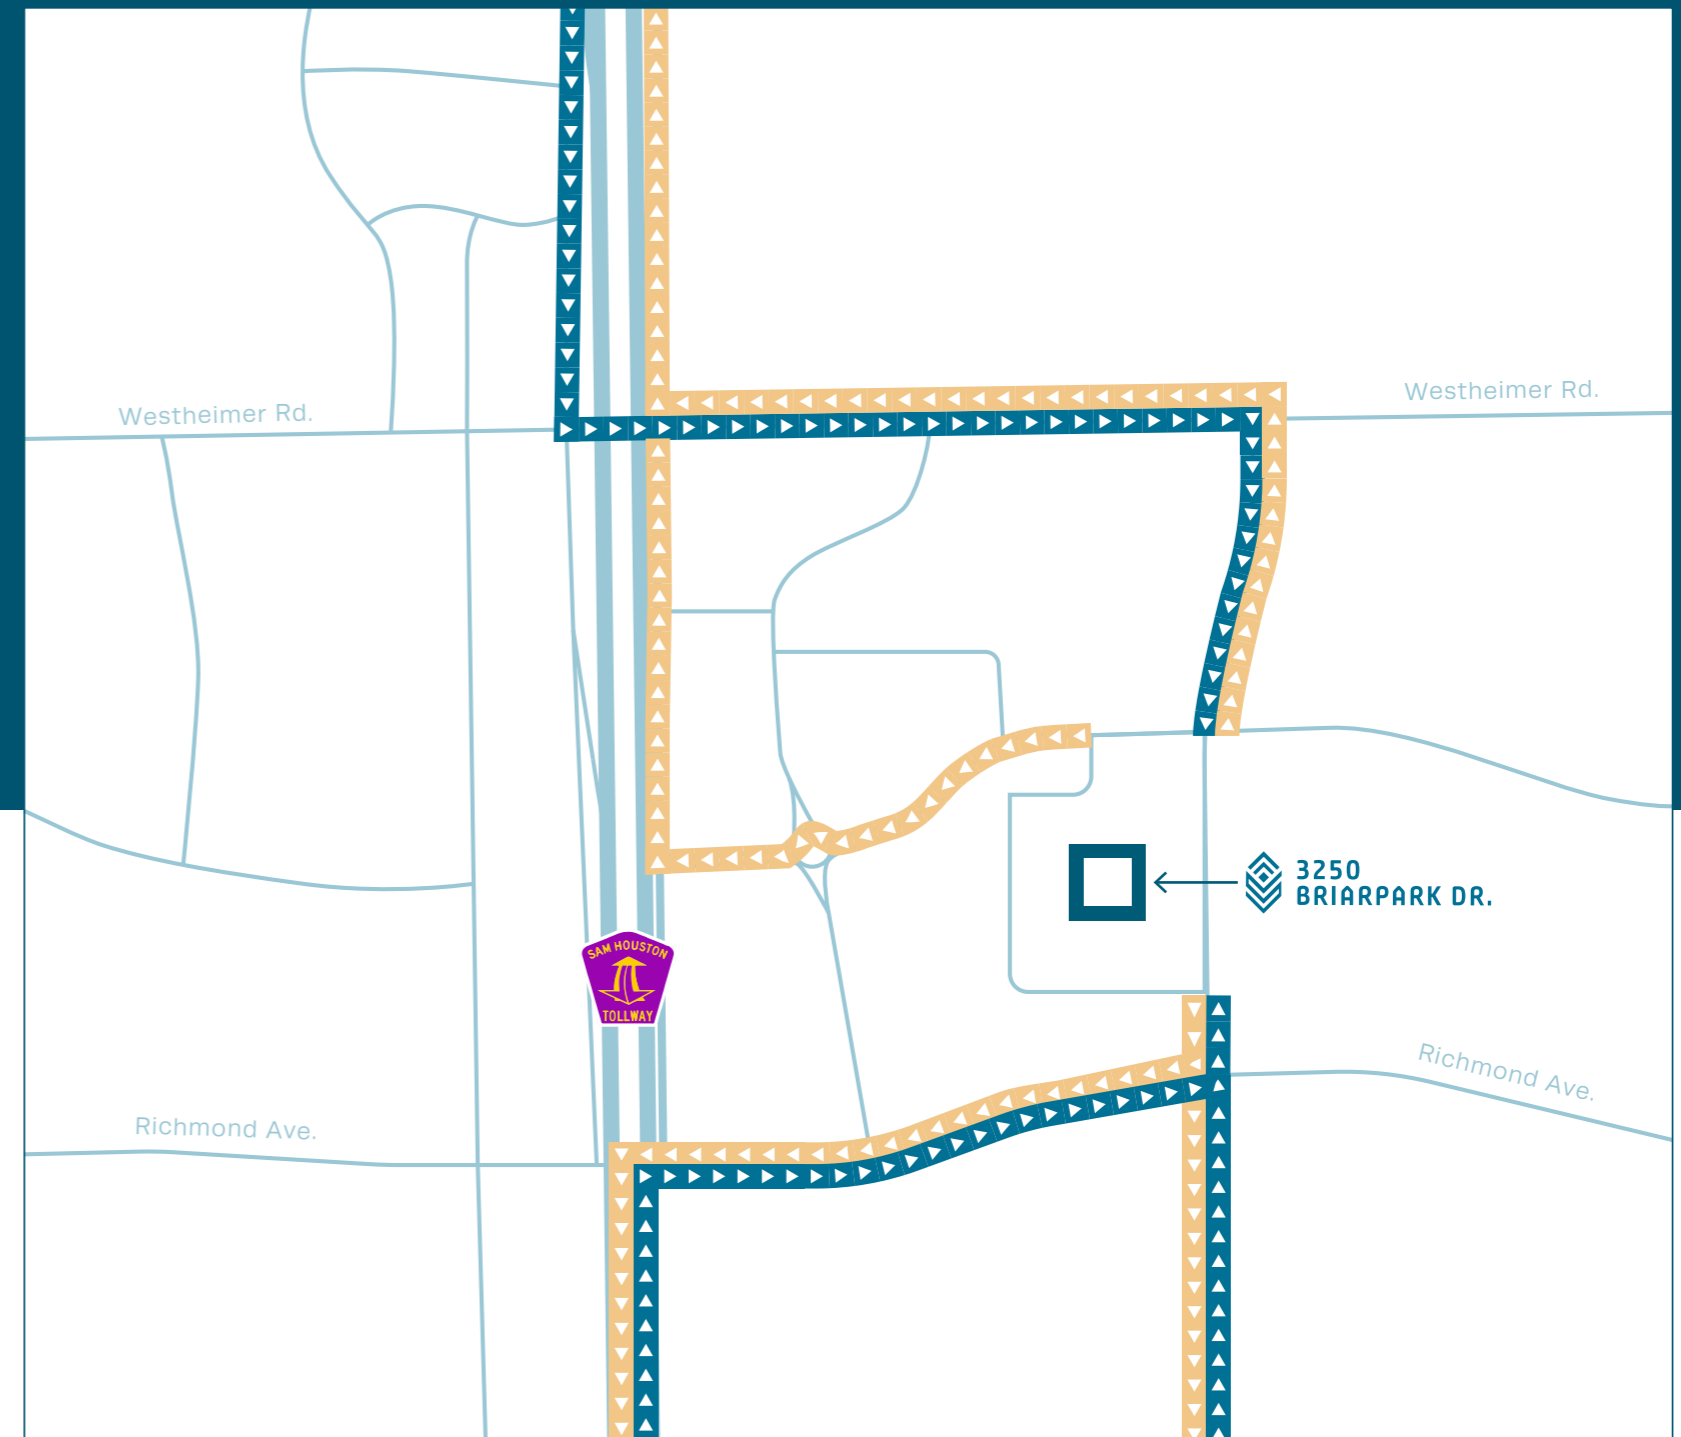 Westheimer Rd.
Westheimer Rd.
3250
BRIARPARK DR.
SAM HOUSTON
TOLLWAY
Richmond Ave.
Richmond Ave.